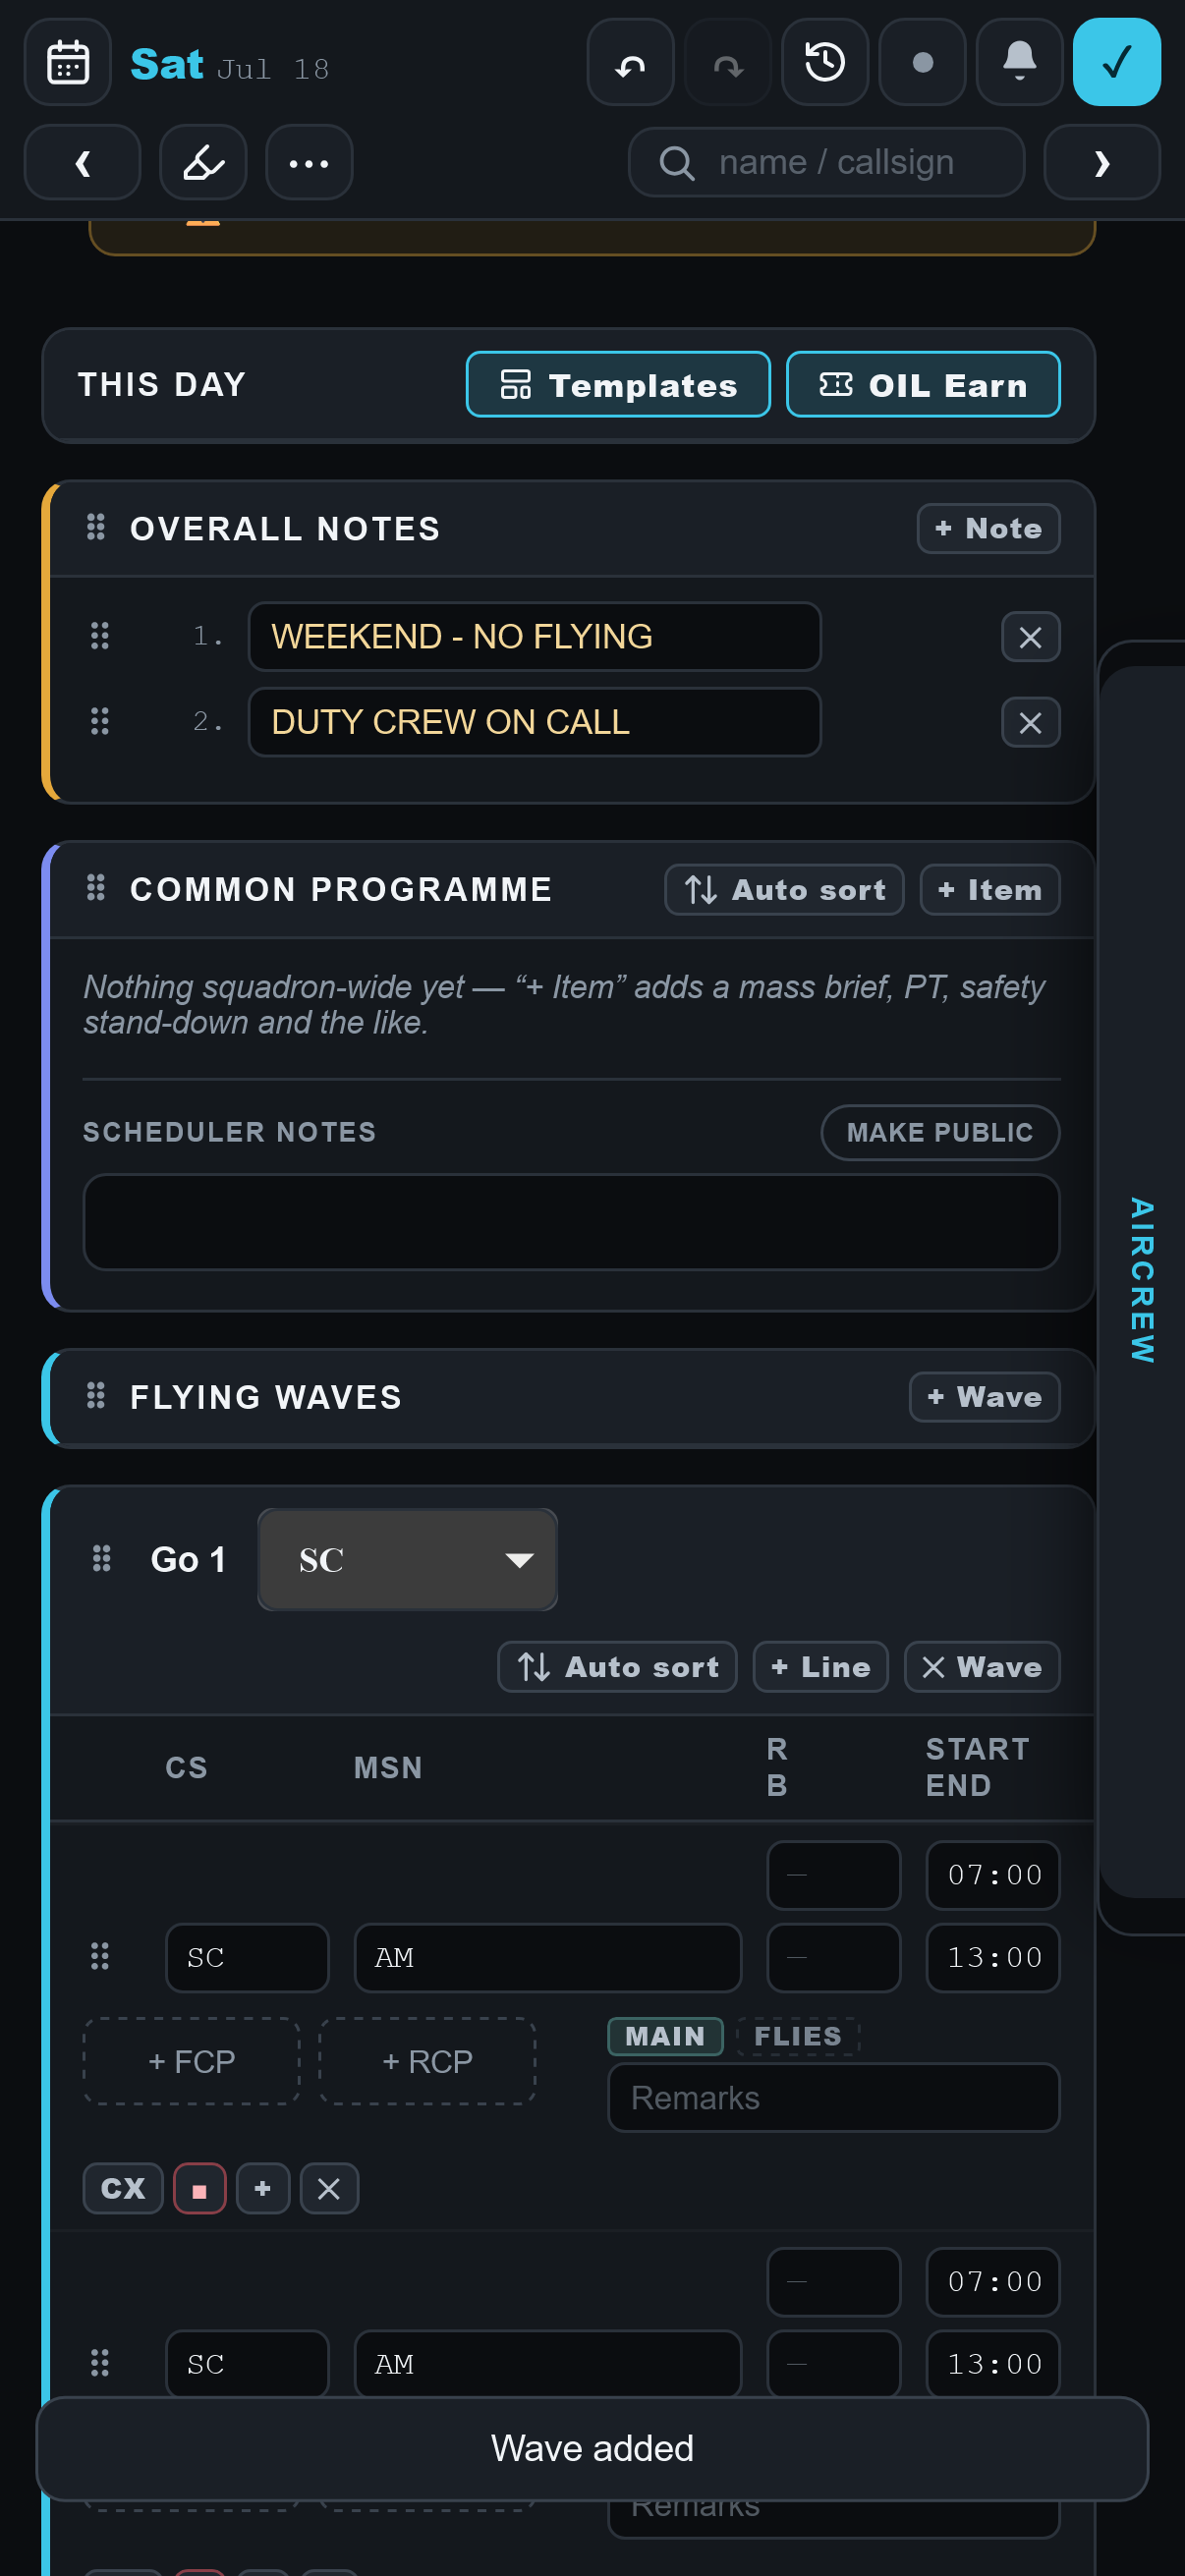 Sat Jul 18
name / callsign
THIS DAY
Templates
OIL Earn
OVERALL NOTES
+ Note
1. WEEKEND - NO FLYING
2. DUTY CREW ON CALL
COMMON PROGRAMME
Auto sort
+ Item
Nothing squadron-wide yet — “+ Item” adds a mass brief, PT, safety
stand-down and the like.
SCHEDULER NOTES
MAKE PUBLIC
AIRCREW
FLYING WAVES
+ Wave
Go 1
SC
Auto sort
+ Line
× Wave
CS MSN R START
B END
— 07:00
SC AM — 13:00
+ FCP
+ RCP
MAIN
FLIES
Remarks
CX
+
×
— 07:00
SC AM — 13:00
Wave added
Remarks